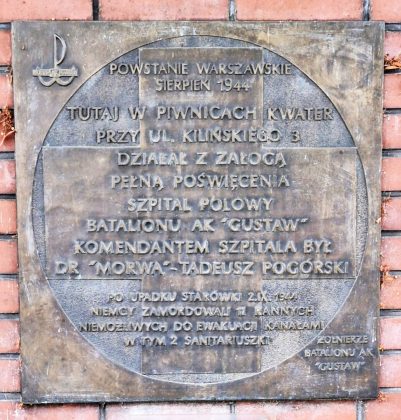 POWSTANIE WARSZAWSKIE
SIERPIEŃ 1944
TUTAJ W PIWNICACH KWATER
PRZY UL. KILIŃSKIEGO 3
DZIAŁAŁ Z ZAŁOGĄ
PEŁNĄ POŚWIĘCENIA
SZPITAL POLOWY
BATALIONU AK "GUSTAW"
KOMENDANTEM SZPITALA BYŁ
DR "MORWA"-TADEUSZ POGÓRSKI
PO UPADKU STARÓWKI 2.IX.1944
NIEMCY ZAMORDOWALI RANNYCH
NIEMOŻLIWYCH DO EWAKUACJI KANAŁAMI
W TYM 2 SANITARIUSZKI
ŻOŁNIERZE
BATALIONU AK
"GUSTAW"